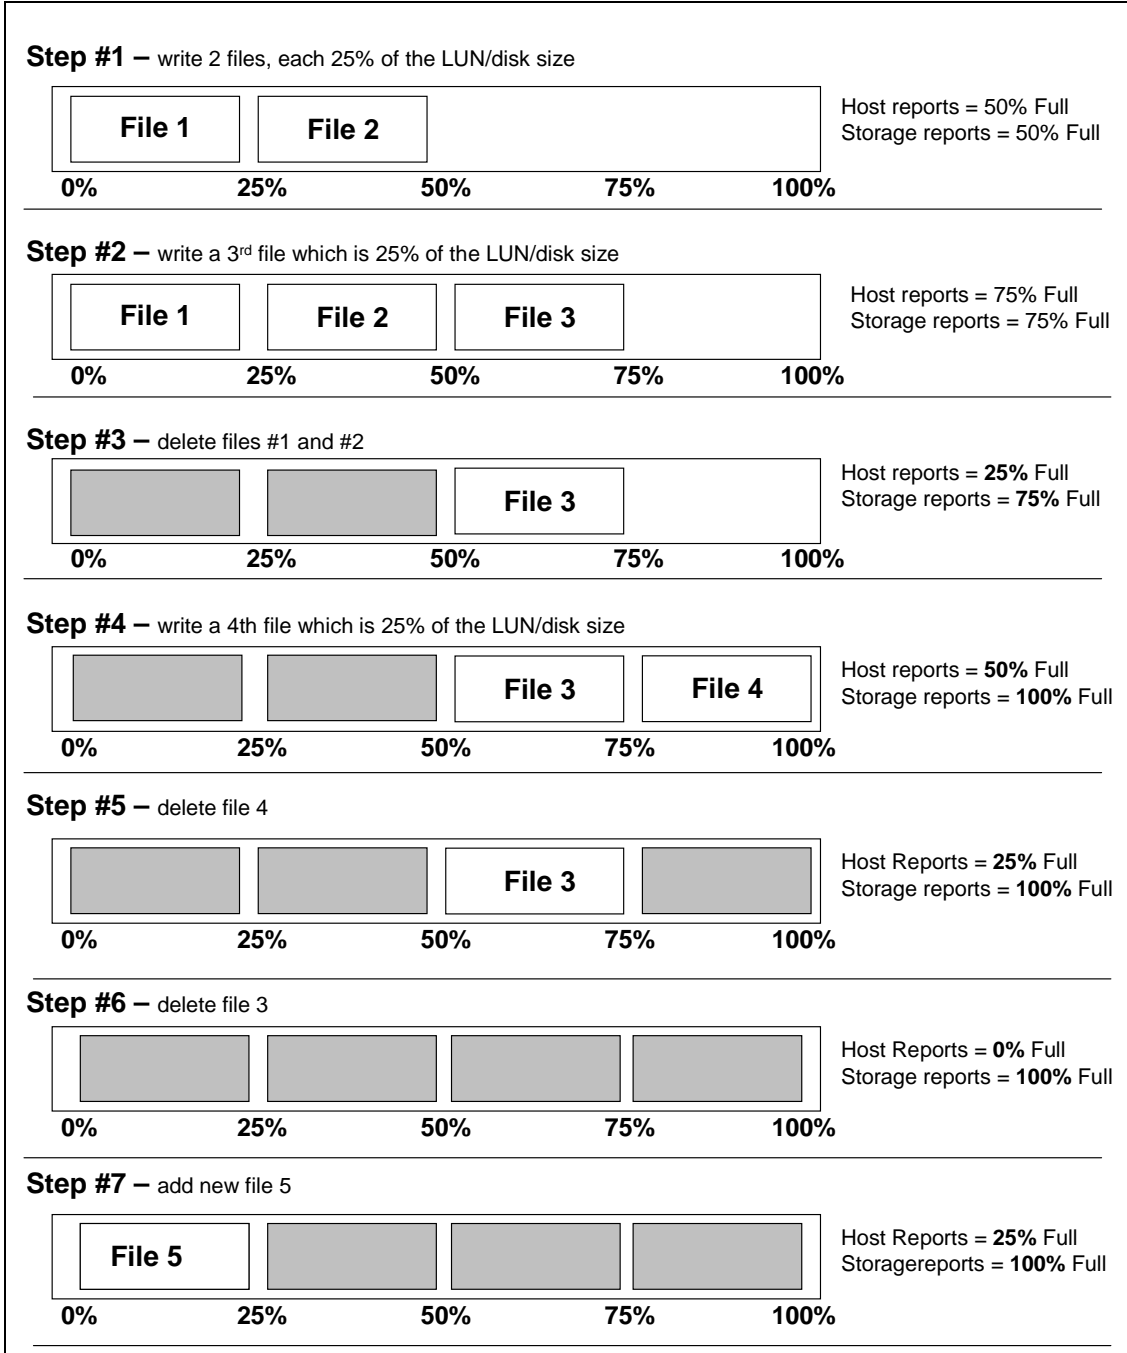 Step #1 – write 2 files, each 25% of the LUN/disk size
File 1 File 2
Host reports = 50% Full
Storage reports = 50% Full
0% 25% 50% 75% 100%
Step #2 – write a 3rd file which is 25% of the LUN/disk size
File 1 File 2 File 3
Host reports = 75% Full
Storage reports = 75% Full
0% 25% 50% 75% 100%
Step #3 – delete files #1 and #2
File 3
Host reports = 25% Full
Storage reports = 75% Full
0% 25% 50% 75% 100%
Step #4 – write a 4th file which is 25% of the LUN/disk size
File 3 File 4
Host reports = 50% Full
Storage reports = 100% Full
0% 25% 50% 75% 100%
Step #5 – delete file 4
File 3
Host Reports = 25% Full
Storage reports = 100% Full
0% 25% 50% 75% 100%
Step #6 – delete file 3
Host Reports = 0% Full
Storage reports = 100% Full
0% 25% 50% 75% 100%
Step #7 – add new file 5
File 5
Host Reports = 25% Full
Storagereports = 100% Full
0% 25% 50% 75% 100%